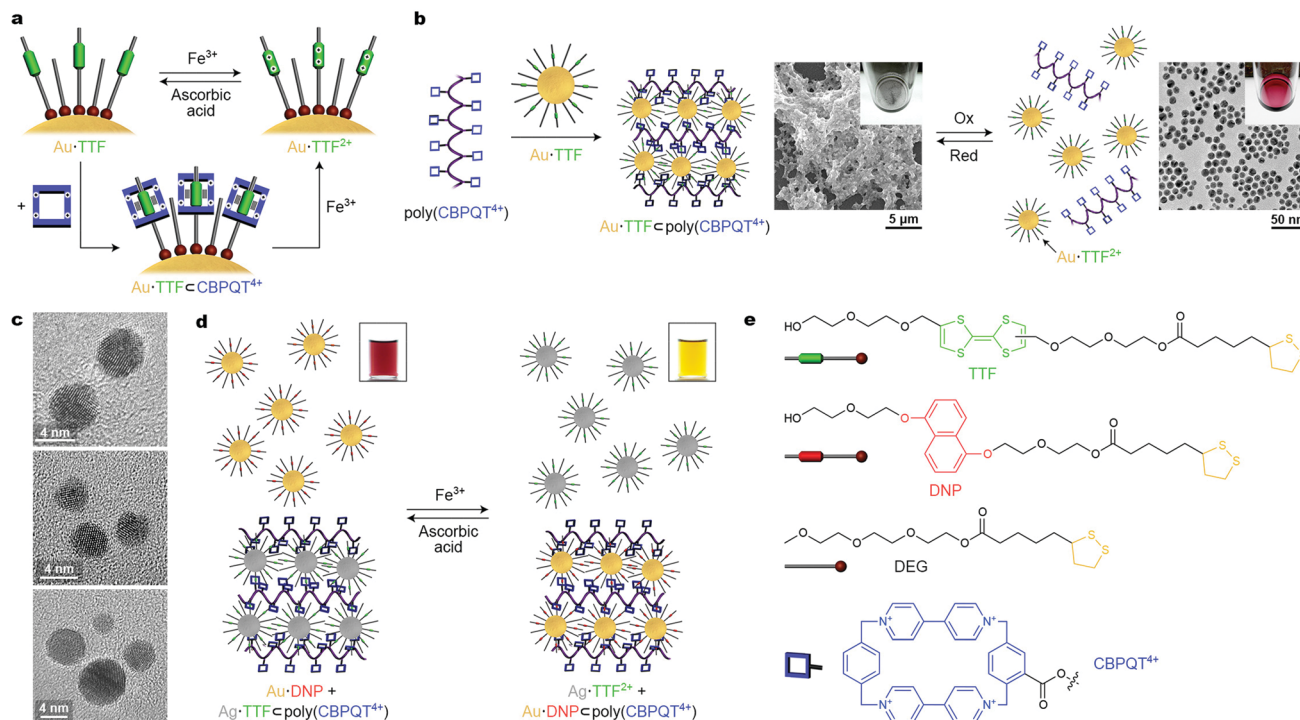 a
Fe³⁺
Ascorbic
acid
Au·TTF
Au·TTF²⁺
+
Fe³⁺
Au·TTF⊂CBPQT⁴⁺
b
poly(CBPQT⁴⁺)
Au·TTF
Au·TTF⊂poly(CBPQT⁴⁺)
5 µm
Ox
Red
Au·TTF²⁺
50 nm
c
4 nm
4 nm
4 nm
d
Fe³⁺
Ascorbic
acid
Au·DNP +
Ag·TTF⊂poly(CBPQT⁴⁺)
Ag·TTF²⁺ +
Au·DNP⊂poly(CBPQT⁴⁺)
e
HO
O
O
O
S
S
S
S
O
O
O
O
S
S
TTF
HO
O
O
O
O
O
O
S
S
DNP
O
O
O
O
O
S
S
DEG
N⁺
N⁺
N⁺
N⁺
O
O
CBPQT⁴⁺